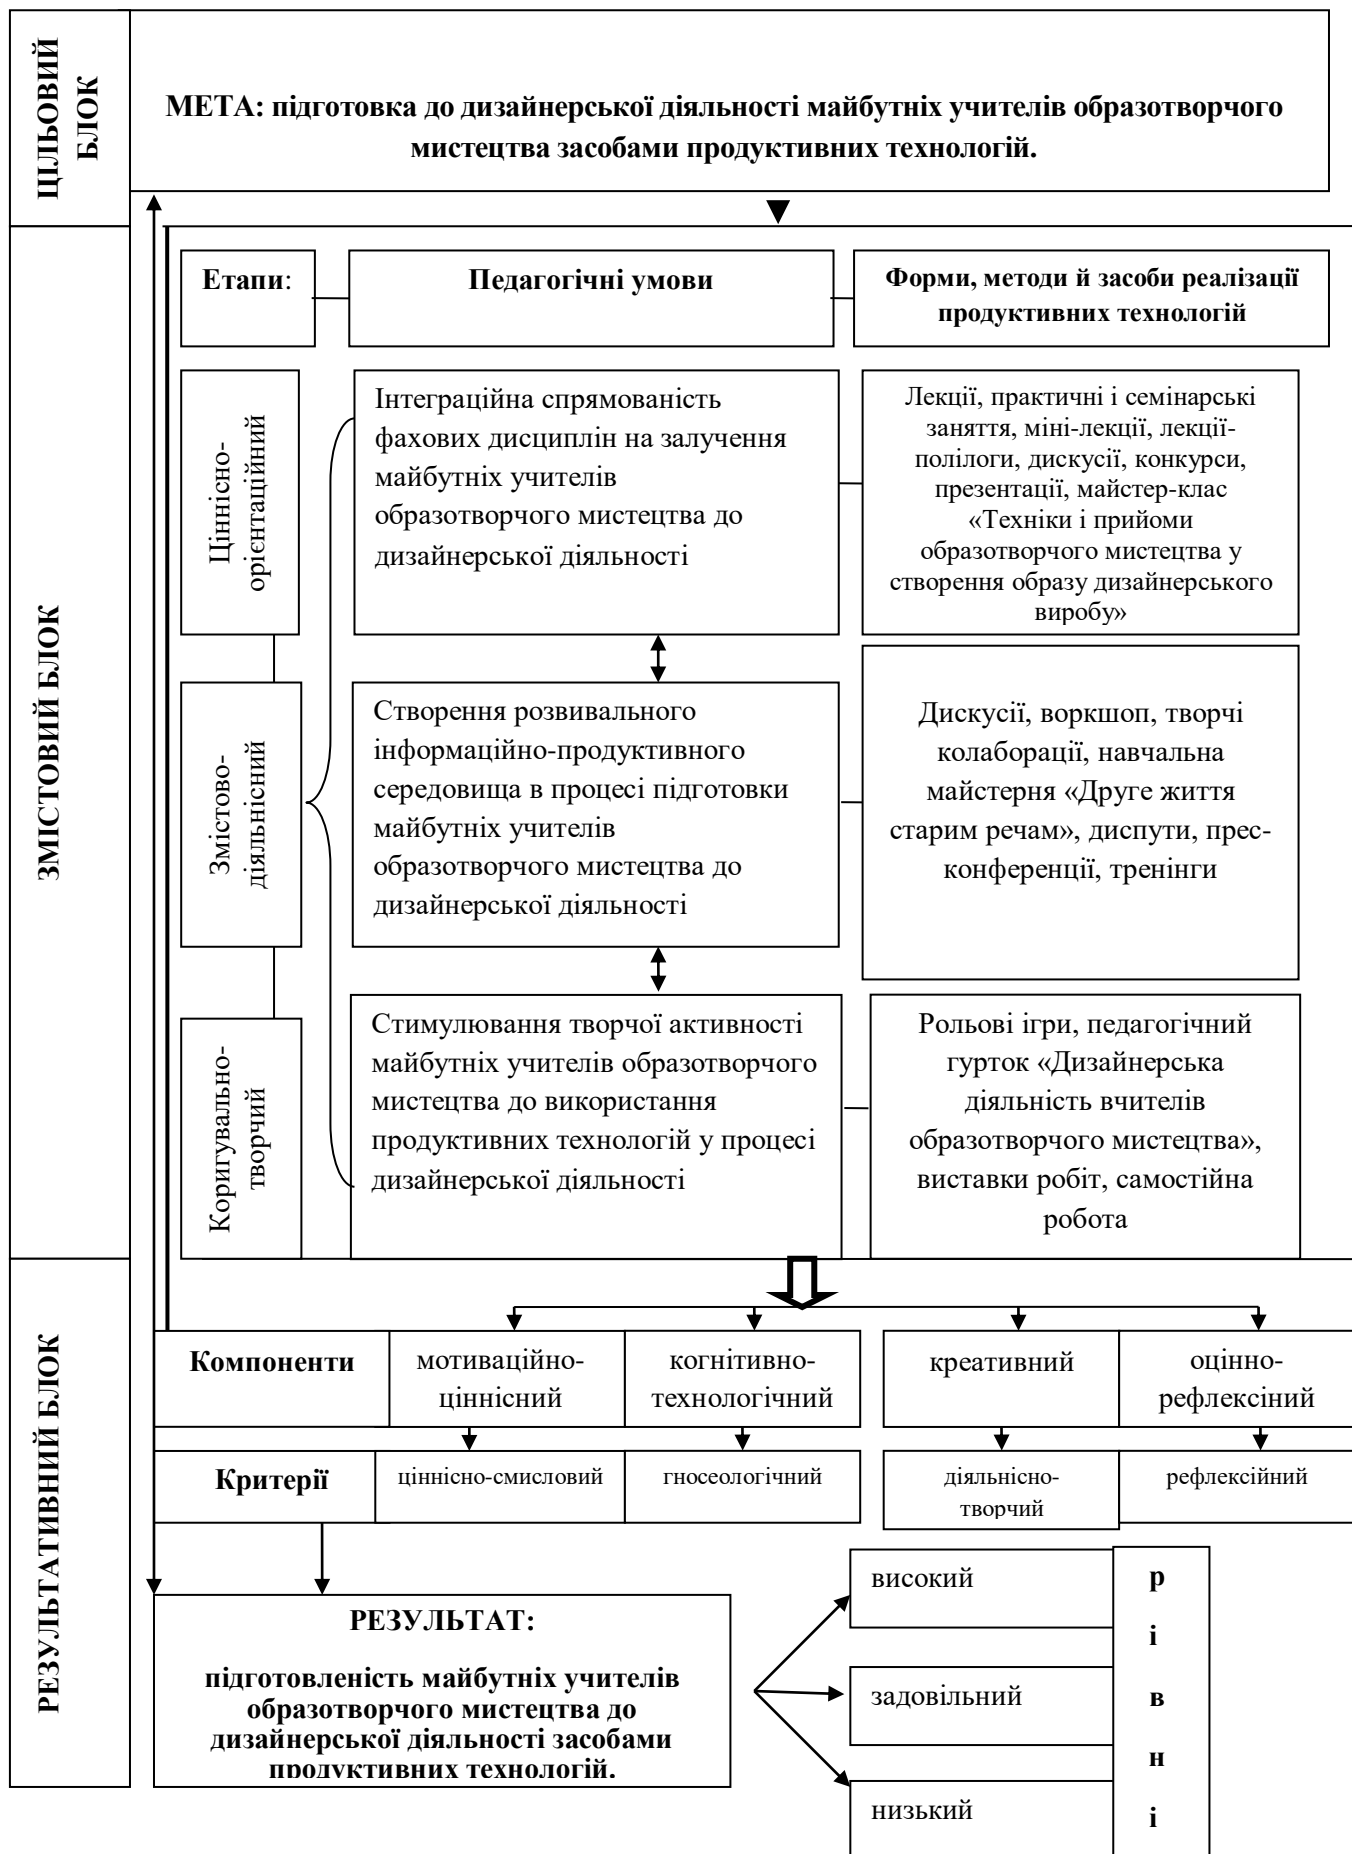 ЦІЛЬОВИЙ
БЛОК
МЕТА: підготовка до дизайнерської діяльності майбутніх учителів образотворчого
мистецтва засобами продуктивних технологій.
ЗМІСТОВИЙ БЛОК
Етапи:
Педагогічні умови
Форми, методи й засоби реалізації
продуктивних технологій
Ціннісно-
орієнтаційний
Інтеграційна спрямованість
фахових дисциплін на залучення
майбутніх учителів
образотворчого мистецтва до
дизайнерської діяльності
Лекції, практичні і семінарські
заняття, міні-лекції, лекції-
полілоги, дискусії, конкурси,
презентації, майстер-клас
«Техніки і прийоми
образотворчого мистецтва у
створення образу дизайнерського
виробу»
Змістово-
діяльнісний
Створення розвивального
інформаційно-продуктивного
середовища в процесі підготовки
майбутніх учителів
образотворчого мистецтва до
дизайнерської діяльності
Дискусії, воркшоп, творчі
колаборації, навчальна
майстерня «Друге життя
старим речам», диспути, прес-
конференції, тренінги
Коригувально-
творчий
Стимулювання творчої активності
майбутніх учителів образотворчого
мистецтва до використання
продуктивних технологій у процесі
дизайнерської діяльності
Рольові ігри, педагогічний
гурток «Дизайнерська
діяльність вчителів
образотворчого мистецтва»,
виставки робіт, самостійна
робота
РЕЗУЛЬТАТИВНИЙ БЛОК
Компоненти
мотиваційно-
ціннісний
когнітивно-
технологічний
креативний
оцінно-
рефлексіний
Критерії
ціннісно-смисловий
гносеологічний
діяльнісно-
творчий
рефлексійний
РЕЗУЛЬТАТ:
підготовленість майбутніх учителів
образотворчого мистецтва до
дизайнерської діяльності засобами
продуктивних технологій.
високий
задовільний
низький
р
і
в
н
і